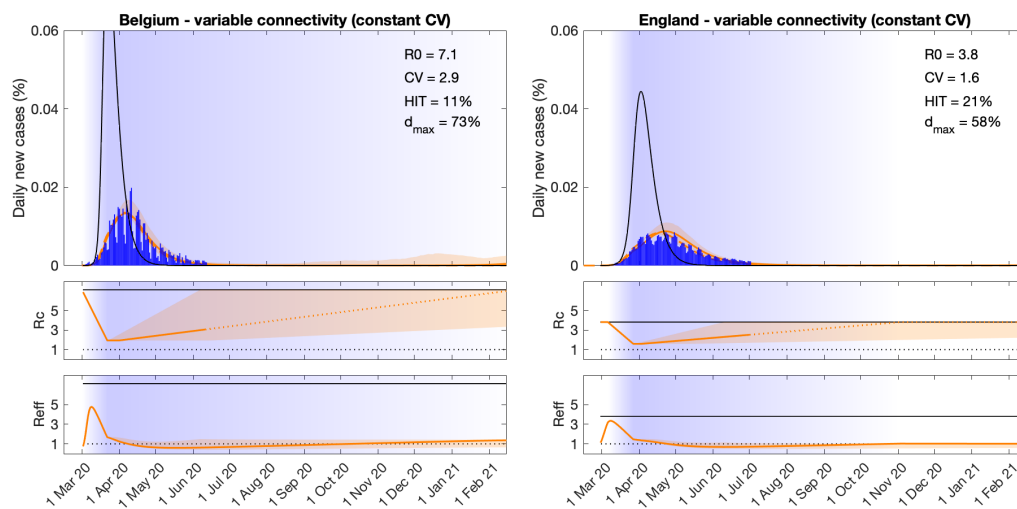 Belgium - variable connectivity (constant CV)
0.06
0.04
0.02
0
Daily new cases (%)
R0 = 7.1
CV = 2.9
HIT = 11%
d_max = 73%
5
3
1
Rc
5
3
1
Reff
1 Mar 20
1 Apr 20
1 May 20
1 Jun 20
1 Jul 20
1 Aug 20
1 Sep 20
1 Oct 20
1 Nov 20
1 Dec 20
1 Jan 21
1 Feb 21
England - variable connectivity (constant CV)
0.06
0.04
0.02
0
Daily new cases (%)
R0 = 3.8
CV = 1.6
HIT = 21%
d_max = 58%
5
3
1
Rc
5
3
1
Reff
1 Mar 20
1 Apr 20
1 May 20
1 Jun 20
1 Jul 20
1 Aug 20
1 Sep 20
1 Oct 20
1 Nov 20
1 Dec 20
1 Jan 21
1 Feb 21